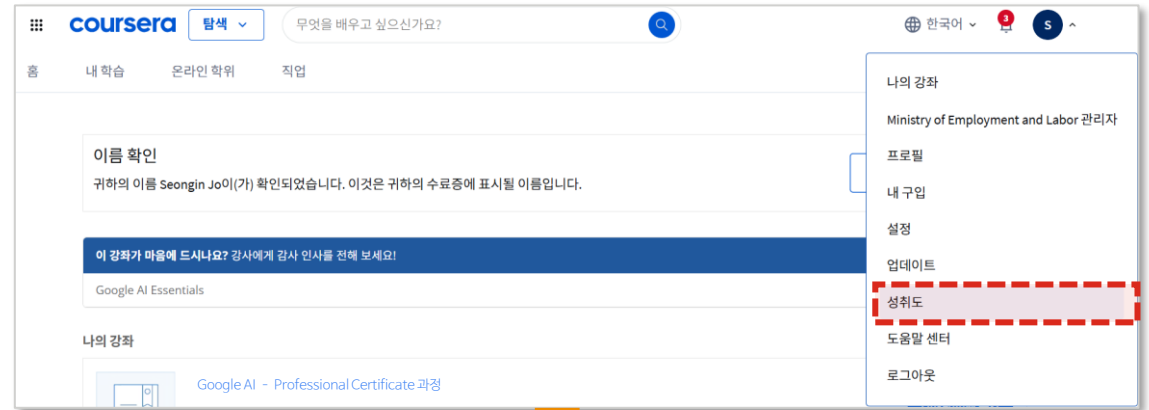 coursera 탐색 무엇을 배우고 싶으신가요? 한국어 3 S
홈 내 학습 온라인 학위 직업
이름 확인
귀하의 이름 Seongin Jo이(가) 확인되었습니다. 이것은 귀하의 수료증에 표시될 이름입니다.
이 강좌가 마음에 드시나요? 강사에게 감사 인사를 전해 보세요!
Google AI Essentials
나의 강좌
Google AI - Professional Certificate 과정
나의 강좌
Ministry of Employment and Labor 관리자
프로필
내 구입
설정
업데이트
성취도
도움말 센터
로그아웃